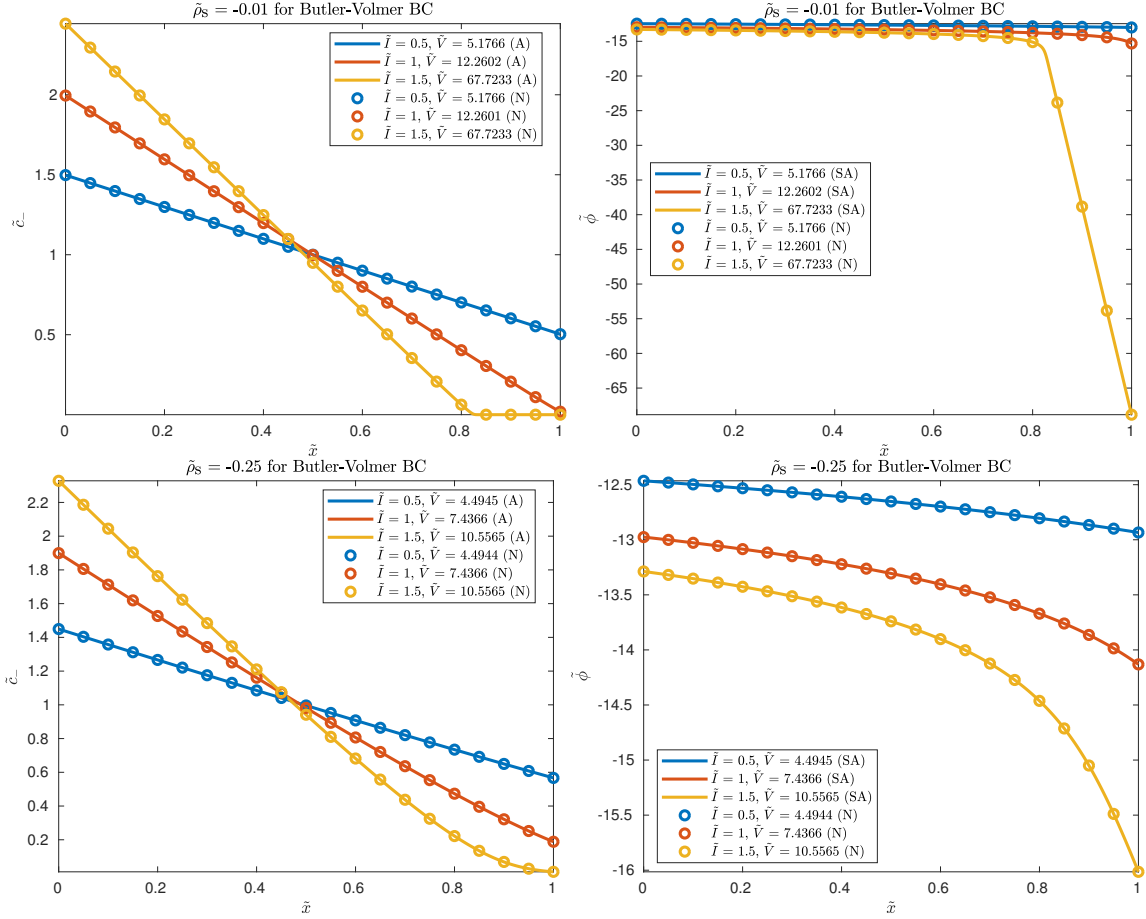 ρ̃s = -0.01 for Butler-Volmer BC
Ĩ = 0.5, Ṽ = 5.1766 (A)
Ĩ = 1, Ṽ = 12.2602 (A)
Ĩ = 1.5, Ṽ = 67.7233 (A)
Ĩ = 0.5, Ṽ = 5.1766 (N)
Ĩ = 1, Ṽ = 12.2601 (N)
Ĩ = 1.5, Ṽ = 67.7233 (N)
2
1.5
1
0.5
c̃₋
0 0.2 0.4 0.6 0.8 1
x̃
ρ̃s = -0.01 for Butler-Volmer BC
-15
-20
-25
-30
-35
-40
-45
-50
-55
-60
-65
ϕ̃
Ĩ = 0.5, Ṽ = 5.1766 (SA)
Ĩ = 1, Ṽ = 12.2602 (SA)
Ĩ = 1.5, Ṽ = 67.7233 (SA)
Ĩ = 0.5, Ṽ = 5.1766 (N)
Ĩ = 1, Ṽ = 12.2601 (N)
Ĩ = 1.5, Ṽ = 67.7233 (N)
0 0.2 0.4 0.6 0.8 1
x̃
ρ̃s = -0.25 for Butler-Volmer BC
Ĩ = 0.5, Ṽ = 4.4945 (A)
Ĩ = 1, Ṽ = 7.4366 (A)
Ĩ = 1.5, Ṽ = 10.5565 (A)
Ĩ = 0.5, Ṽ = 4.4944 (N)
Ĩ = 1, Ṽ = 7.4366 (N)
Ĩ = 1.5, Ṽ = 10.5565 (N)
2.2
2
1.8
1.6
1.4
1.2
1
0.8
0.6
0.4
0.2
c̃₋
0 0.2 0.4 0.6 0.8 1
x̃
ρ̃s = -0.25 for Butler-Volmer BC
-12.5
-13
-13.5
-14
-14.5
-15
-15.5
-16
ϕ̃
Ĩ = 0.5, Ṽ = 4.4945 (SA)
Ĩ = 1, Ṽ = 7.4366 (SA)
Ĩ = 1.5, Ṽ = 10.5565 (SA)
Ĩ = 0.5, Ṽ = 4.4944 (N)
Ĩ = 1, Ṽ = 7.4366 (N)
Ĩ = 1.5, Ṽ = 10.5565 (N)
0 0.2 0.4 0.6 0.8 1
x̃